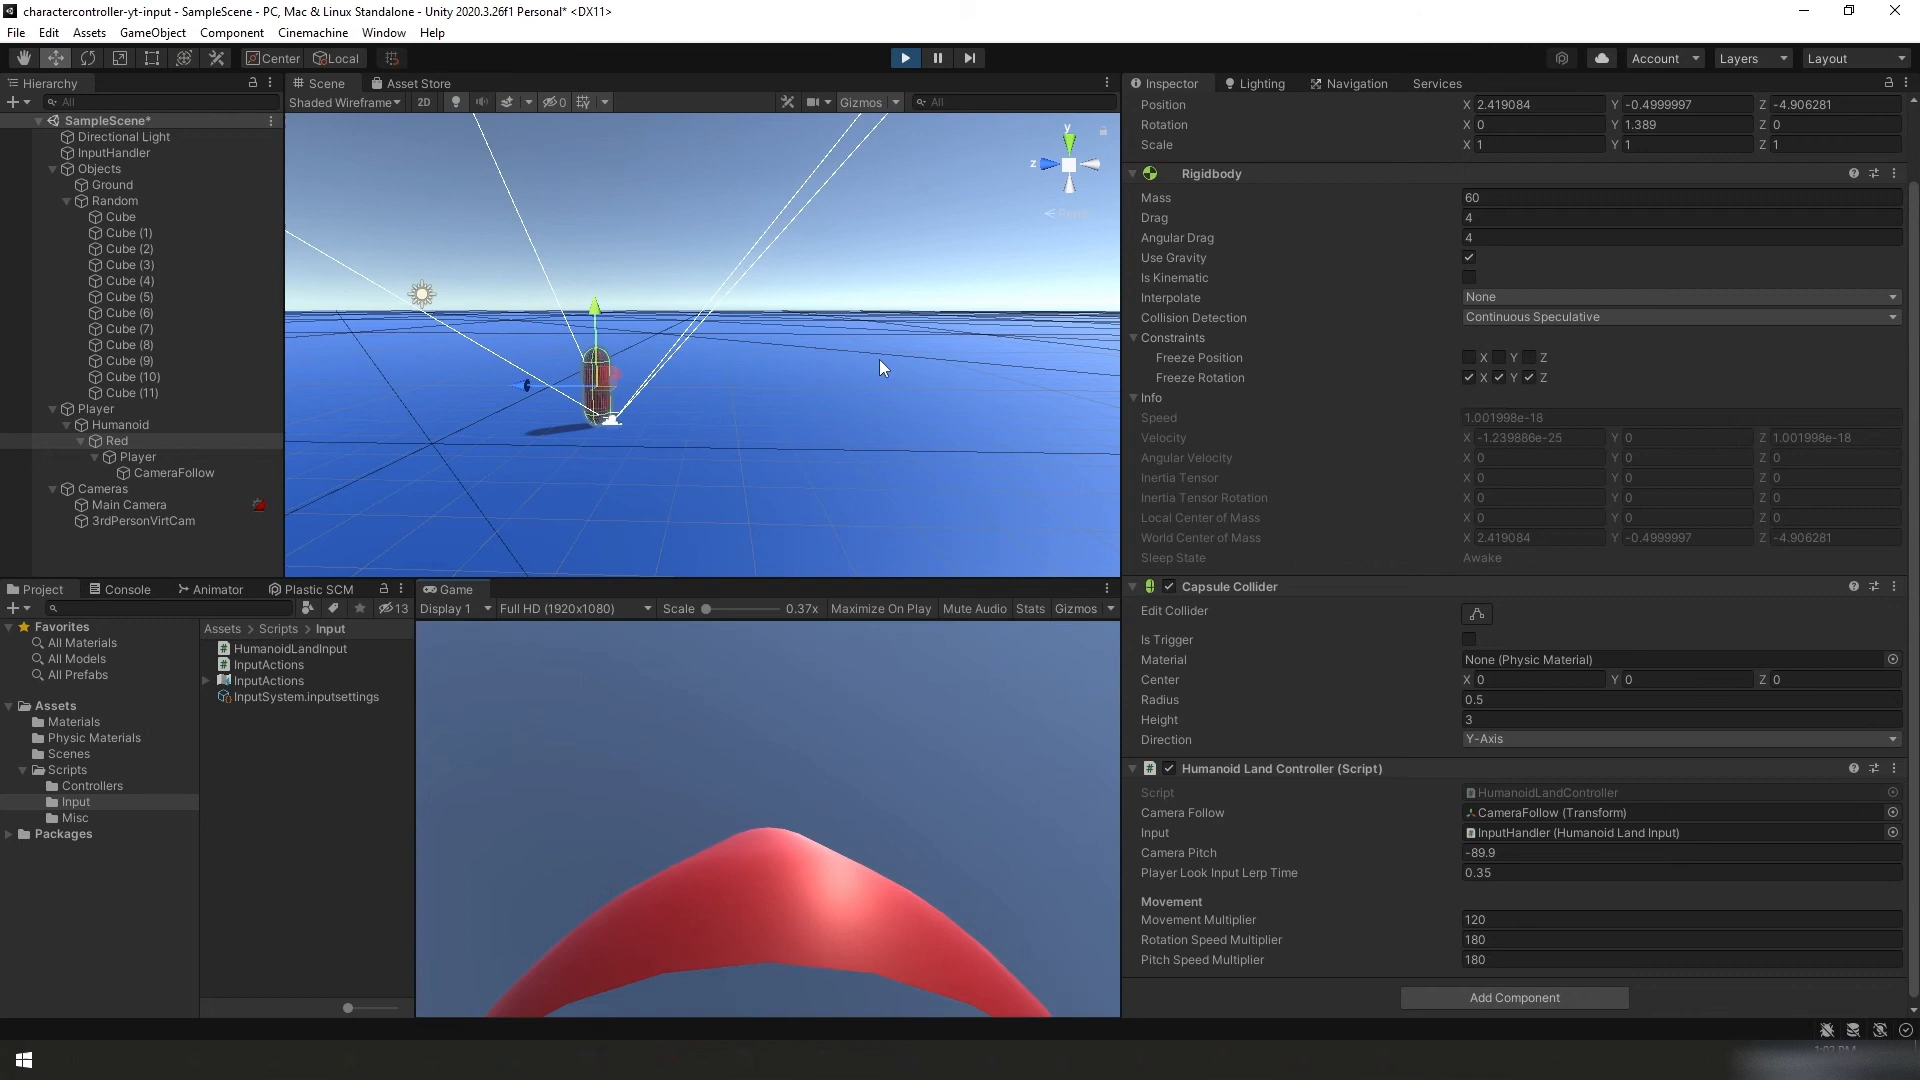 charactercontroller-yt-input - SampleScene - PC, Mac & Linux Standalone - Unity 2020.3.26f1 Personal* <DX11>
File Edit Assets GameObject Component Cinemachine Window Help
Center Local Account Layers Layout
Hierarchy
All
SampleScene*
Directional Light
InputHandler
Objects
Ground
Random
Cube
Cube (1)
Cube (2)
Cube (3)
Cube (4)
Cube (5)
Cube (6)
Cube (7)
Cube (8)
Cube (9)
Cube (10)
Cube (11)
Player
Humanoid
Red
Player
CameraFollow
Cameras
Main Camera
3rdPersonVirtCam
Scene Asset Store
Shaded Wireframe 2D 0 Gizmos All
y
z
Inspector Lighting Navigation Services
Position X 2.419084 Y -0.4999997 Z -4.906281
Rotation X 0 Y 1.389 Z 0
Scale X 1 Y 1 Z 1
Rigidbody
Mass 60
Drag 4
Angular Drag 4
Use Gravity
Is Kinematic
Interpolate None
Collision Detection Continuous Speculative
Constraints
Freeze Position X Y Z
Freeze Rotation X Y Z
Info
Speed 1.001998e-18
Velocity X -1.239886e-25 Y 0 Z 1.001998e-18
Angular Velocity X 0 Y 0 Z 0
Inertia Tensor X 0 Y 0 Z 0
Inertia Tensor Rotation X 0 Y 0 Z 0
Local Center of Mass X 0 Y 0 Z 0
World Center of Mass X 2.419084 Y -0.4999997 Z -4.906281
Sleep State Awake
Capsule Collider
Edit Collider
Is Trigger
Material None (Physic Material)
Center X 0 Y 0 Z 0
Radius 0.5
Height 3
Direction Y-Axis
Humanoid Land Controller (Script)
Script HumanoidLandController
Camera Follow CameraFollow (Transform)
Input InputHandler (Humanoid Land Input)
Camera Pitch -89.9
Player Look Input Lerp Time 0.35
Movement
Movement Multiplier 120
Rotation Speed Multiplier 180
Pitch Speed Multiplier 180
Add Component
Project Console Animator Plastic SCM
13
Favorites
All Materials
All Models
All Prefabs
Assets
Materials
Physic Materials
Scenes
Scripts
Controllers
Input
Misc
Packages
Assets > Scripts > Input
HumanoidLandInput
InputActions
InputActions
InputSystem.inputsettings
Game
Display 1 Full HD (1920x1080) Scale 0.37x Maximize On Play Mute Audio Stats Gizmos